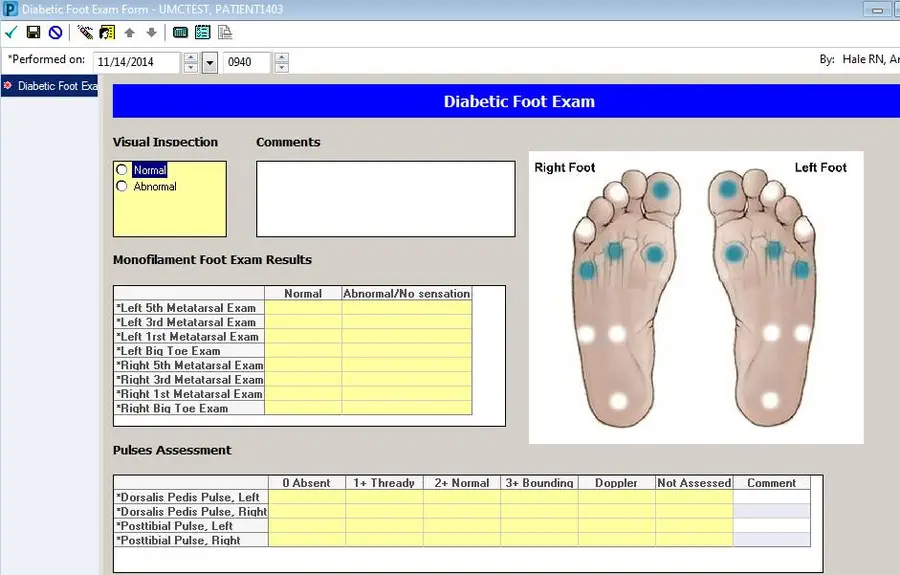 Diabetic Foot Exam Form - UMCTEST, PATIENT1403
*Performed on: 11/14/2014 0940 By: Hale RN, Ar
Diabetic Foot Exa
Diabetic Foot Exam
Visual Inspection Comments
Normal
Abnormal
Right Foot Left Foot
Monofilament Foot Exam Results
Normal Abnormal/No sensation
*Left 5th Metatarsal Exam
*Left 3rd Metatarsal Exam
*Left 1rst Metatarsal Exam
*Left Big Toe Exam
*Right 5th Metatarsal Exam
*Right 3rd Metatarsal Exam
*Right 1st Metatarsal Exam
*Right Big Toe Exam
Pulses Assessment
0 Absent 1+ Thready 2+ Normal 3+ Bounding Doppler Not Assessed Comment
*Dorsalis Pedis Pulse, Left
*Dorsalis Pedis Pulse, Right
*Posttibial Pulse, Left
*Posttibial Pulse, Right